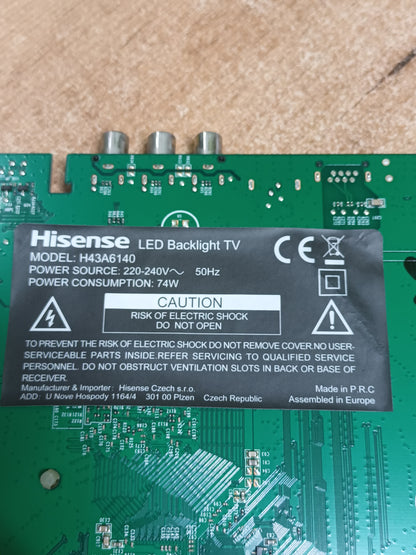 Hisense LED Backlight TV
MODEL: H43A6140
POWER SOURCE: 220-240V～ 50Hz
POWER CONSUMPTION: 74W
CE
CAUTION
RISK OF ELECTRIC SHOCK
DO NOT OPEN
TO PREVENT THE RISK OF ELECTRIC SHOCK DO NOT REMOVE COVER.NO USER-
SERVICEABLE PARTS INSIDE.REFER SERVICING TO QUALIFIED SERVICE
PERSONNEL. DO NOT OBSTRUCT VENTILATION SLOTS IN BACK OR BASE OF
RECEIVER.
Manufacturer & Importer: Hisense Czech s.r.o. Made in P.R.C
ADD: U Nove Hospody 1164/4 301 00 Plzen Czech Republic Assembled in Europe